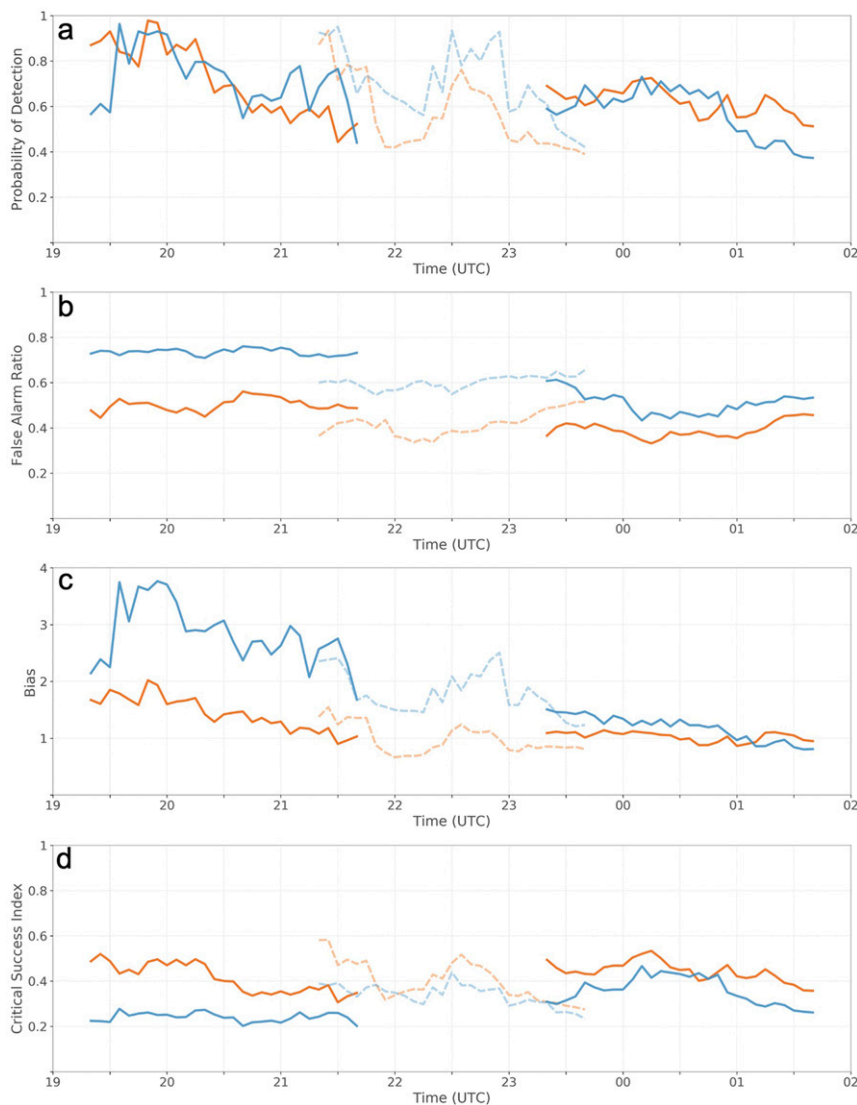 a
Probability of Detection
1
0.8
0.6
0.4
0.2
19 20 21 22 23 00 01 02
Time (UTC)
b
False Alarm Ratio
1
0.8
0.6
0.4
0.2
19 20 21 22 23 00 01 02
Time (UTC)
c
Bias
4
3
2
1
19 20 21 22 23 00 01 02
Time (UTC)
d
Critical Success Index
1
0.8
0.6
0.4
0.2
19 20 21 22 23 00 01 02
Time (UTC)